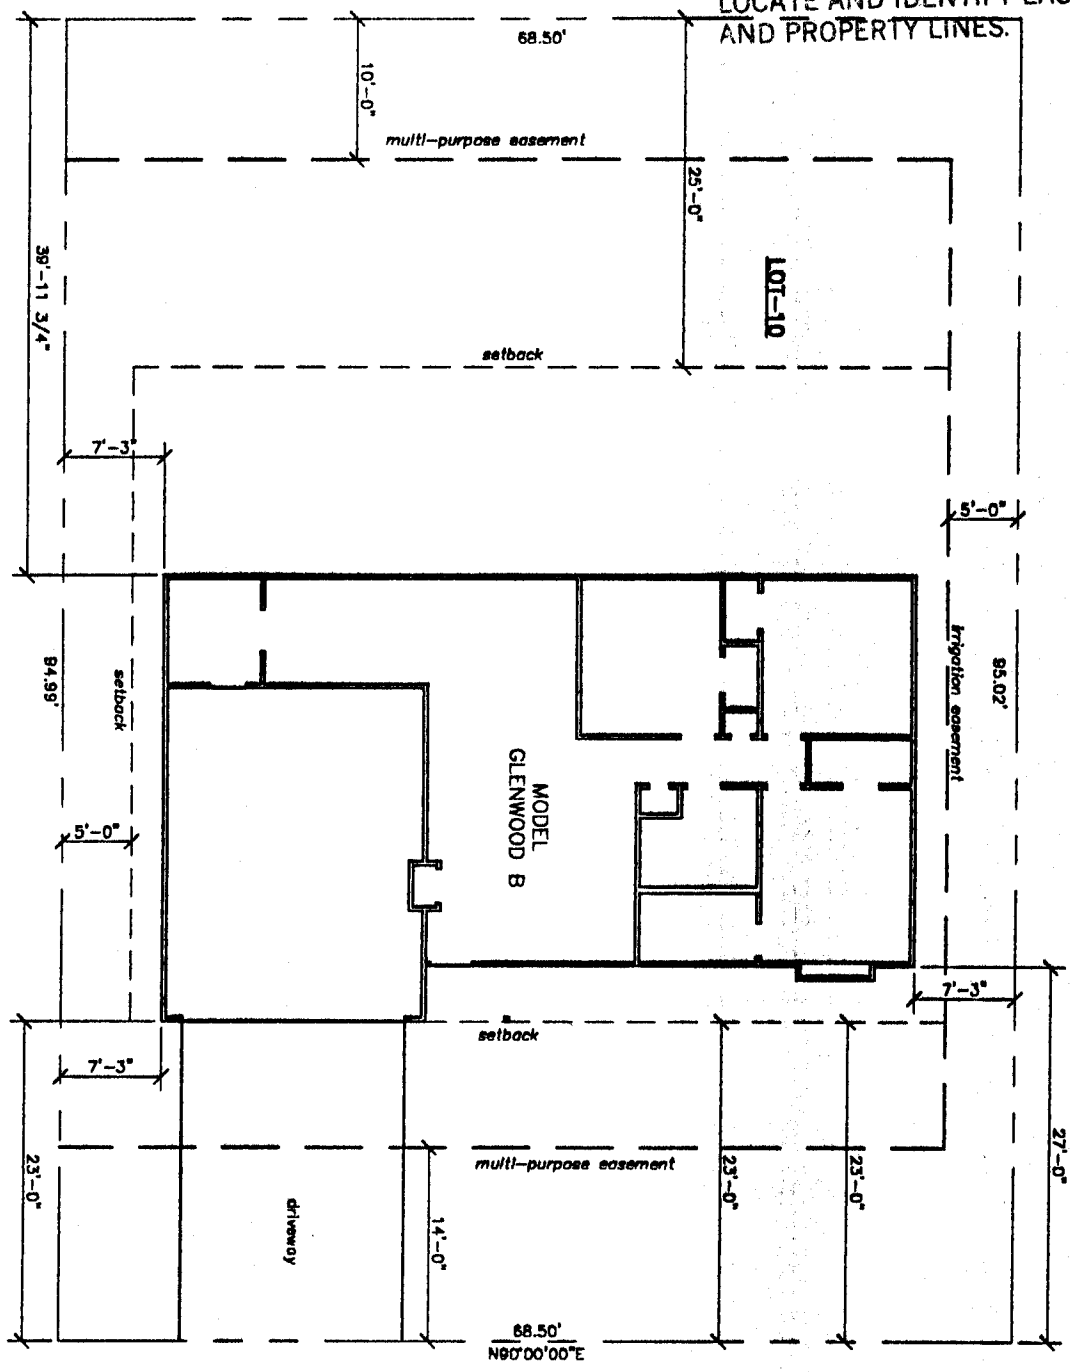 LOCATE AND IDENTIFY
AND PROPERTY LINES.
68.50'
10'-0"
multi-purpose easement
25'-0"
39'-11 3/4"
LOT-10
setback
7'-3"
5'-0"
irrigation easement
95.02'
94.99'
setback
MODEL
GLENWOOD B
5'-0"
7'-3"
setback
7'-3"
27'-0"
23'-0"
multi-purpose easement
23'-0"
23'-0"
driveway
14'-0"
68.50'
N90°00'00"E